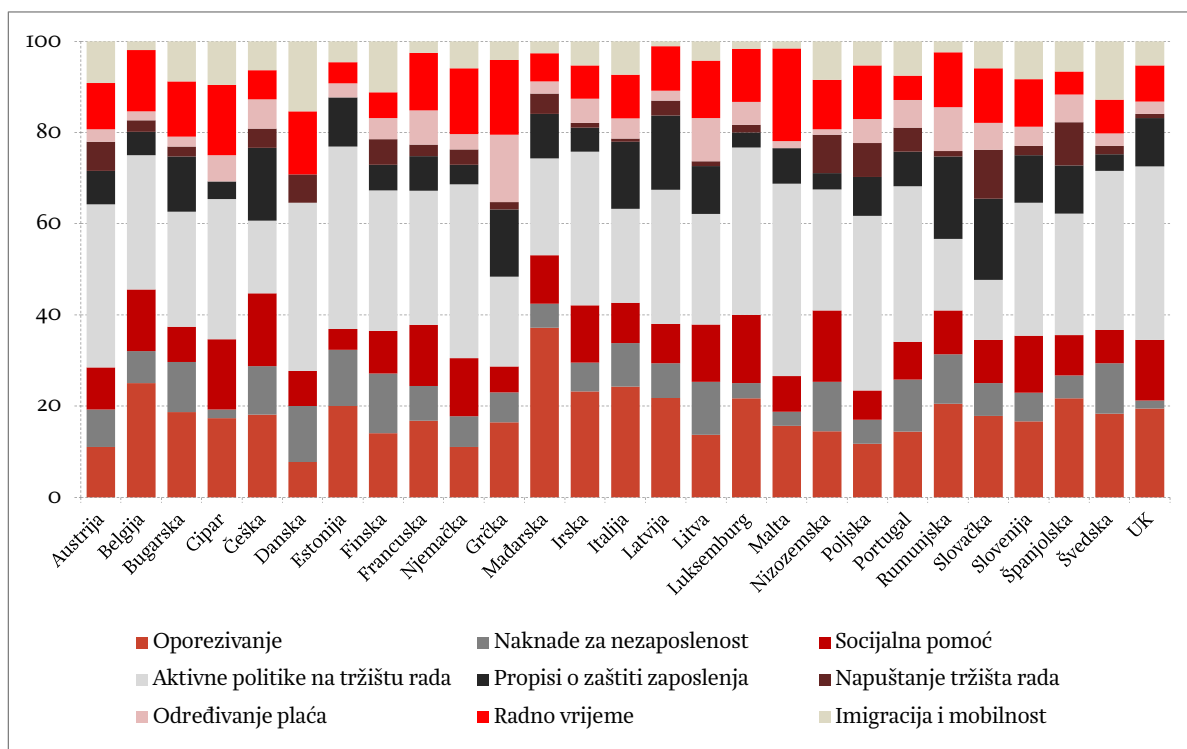 100
80
60
40
20
0
Austrija
Belgija
Bugarska
Cipar
Češka
Danska
Estonija
Finska
Francuska
Njemačka
Grčka
Mađarska
Irska
Italija
Latvija
Litva
Luksemburg
Malta
Nizozemska
Poljska
Portugal
Rumunjska
Slovačka
Slovenija
Španjolska
Švedska
UK
Oporezivanje
Naknade za nezaposlenost
Socijalna pomoć
Aktivne politike na tržištu rada
Propisi o zaštiti zaposlenja
Napuštanje tržišta rada
Određivanje plaća
Radno vrijeme
Imigracija i mobilnost